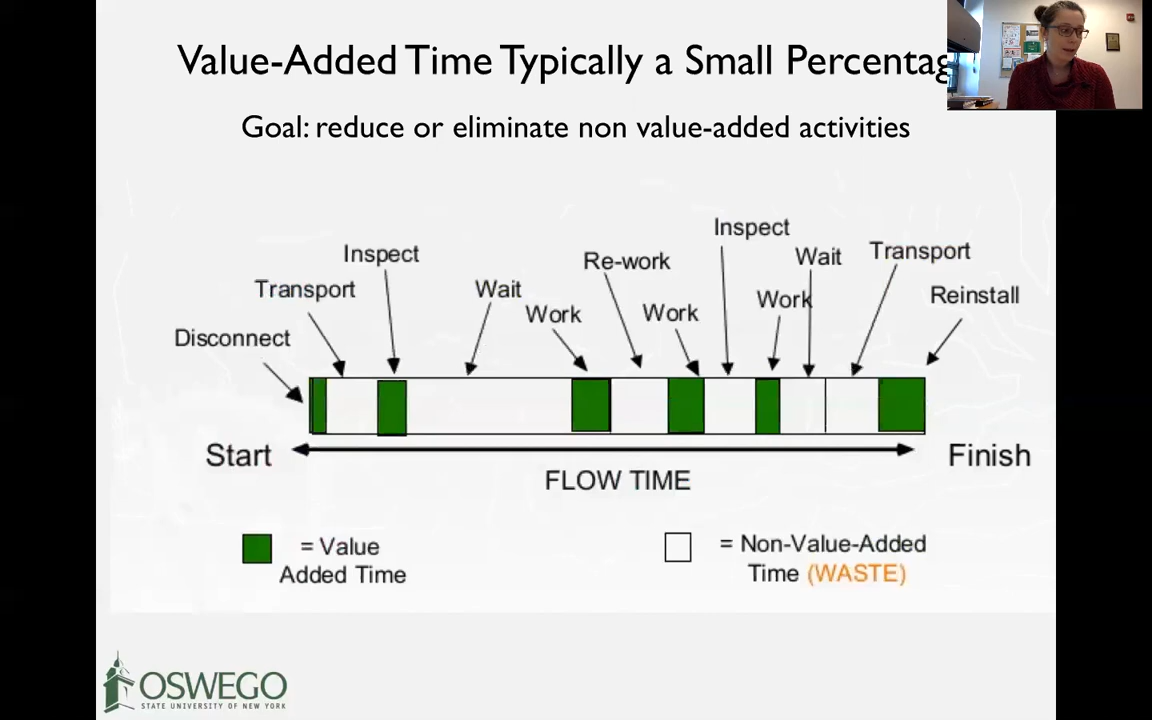 Value-Added Time Typically a Small Percentag
Goal: reduce or eliminate non value-added activities
Inspect
Transport
Disconnect
Wait
Work
Re-work
Work
Inspect
Wait
Work
Transport
Reinstall
Start
Finish
FLOW TIME
= Value
Added Time
= Non-Value-Added
Time (WASTE)
OSWEGO
STATE UNIVERSITY OF NEW YORK